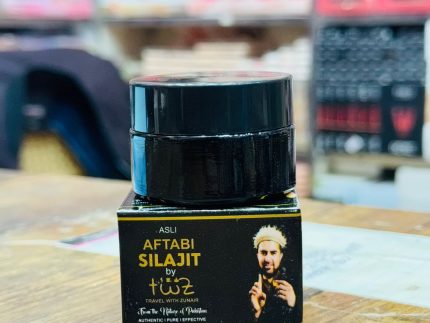 ASLI
AFTABI
SILAJIT
by
twz
TRAVEL WITH ZUNAIR
From the Nature of Pakistan
AUTHENTIC | PURE | EFFECTIVE